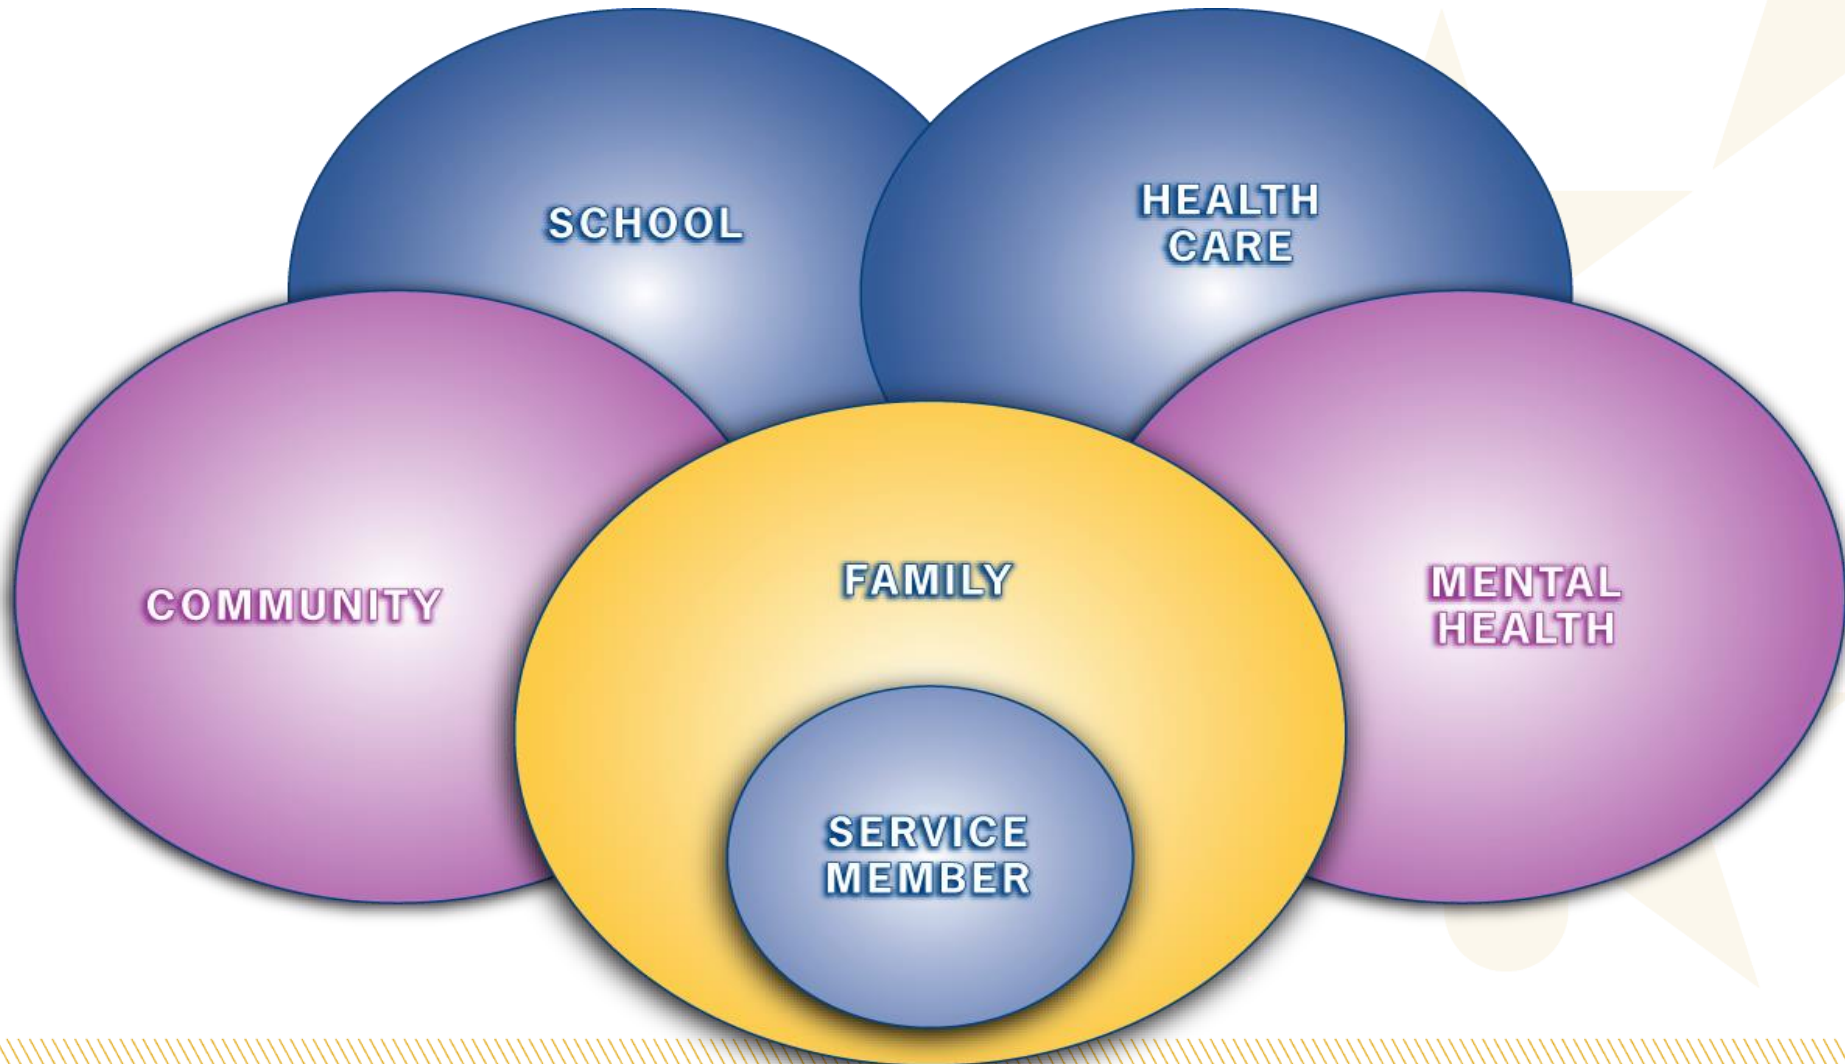 SCHOOL
HEALTH
CARE
COMMUNITY
FAMILY
MENTAL
HEALTH
SERVICE
MEMBER